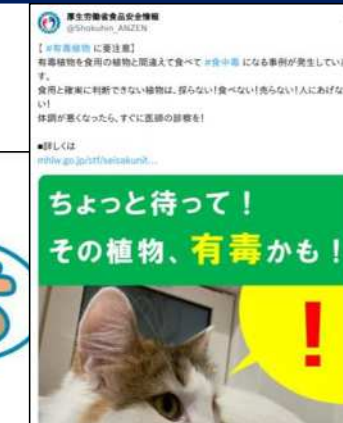 厚生労働省食品安全情報
@Shokuhin_ANZEN
【 #有毒植物 に要注意】
有毒植物を食用の植物と間違えて食べて #食中毒 になる事例が発生してい
す。
食用と確実に判断できない植物は、採らない!食べない!売らない!人にあげな
い!
体調が悪くなったら、すぐに医師の診察を!
■詳しくは
mhlw.go.jp/stf/seisakunit...
ちょっと待って!
その植物、有毒かも!
!